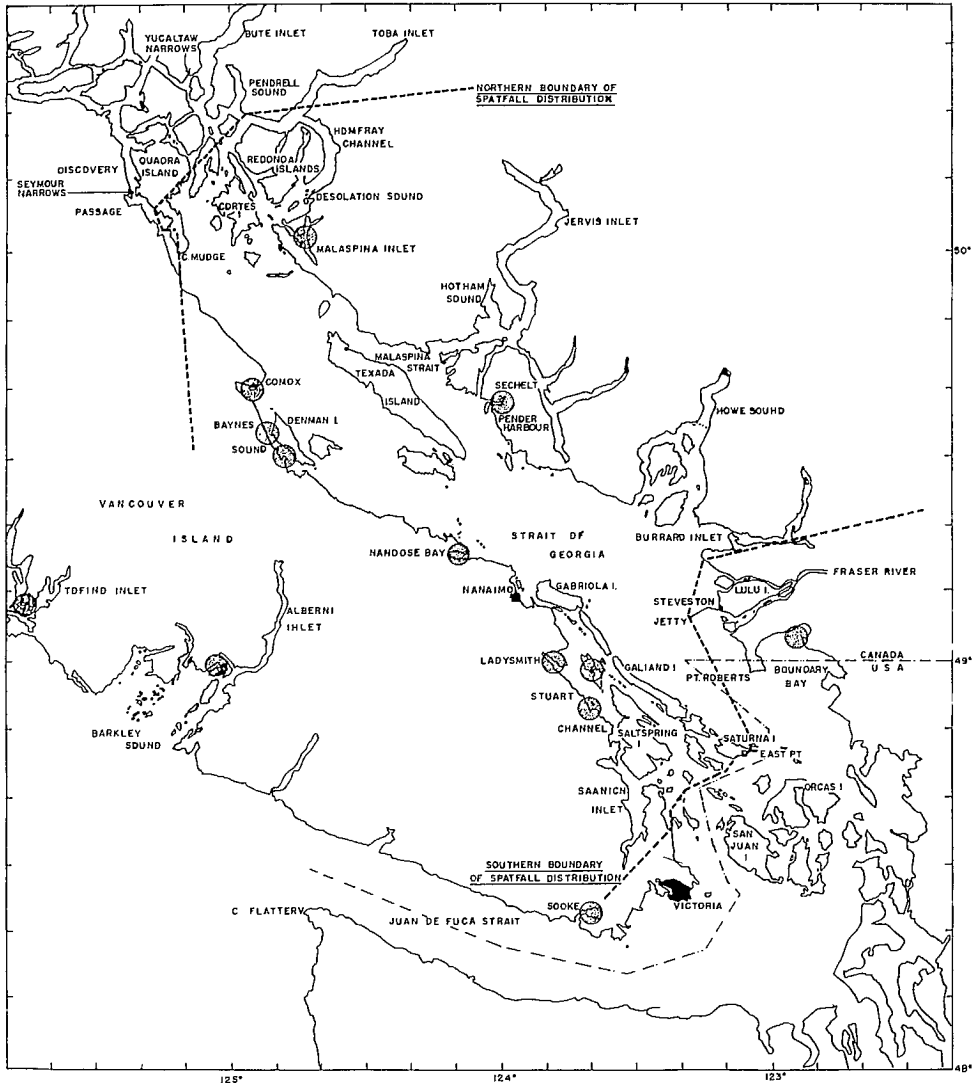 YUCALTAW
NARROWS
BUTE INLET
TOBA INLET
PENDRELL
SOUND
NORTHERN BOUNDARY OF
SPATFALL DISTRIBUTION
HOMFRAY
CHANNEL
DISCOVERY
QUAORA
ISLAND
REDONOA
ISLANDS
SEYMOUR
NARROWS
DESOLATION SOUND
PASSAGE
CORTES
JERVIS INLET
C. MUDGE
MALASPINA INLET
50°
HOTHAM
SOUND
MALASPINA
STRAIT
TEXADA
ISLAND
COMOX
SECHELT
PENDER
HARBOUR
HOWE SOUND
BAYNES
SOUND
DENMAN I.
VANCOUVER
ISLAND
STRAIT OF
GEORGIA
BURRARD INLET
NANOOSE BAY
FRASER RIVER
TOFINO INLET
NANAIMO
GABRIOLA I.
LULU I.
STEVESTON
JETTY
ALBERNI
INLET
LADYSMITH
GALIANO I
CANADA
USA
49°
PT. ROBERTS
BOUNDARY
BAY
STUART
CHANNEL
BARKLEY
SOUND
SALTSPRING
I
SATURNA I
EAST PT.
SAANICH
INLET
ORCAS I
SAN
JUAN
I
SOUTHERN BOUNDARY
OF SPATFALL DISTRIBUTION
SOOKE
VICTORIA
C FLATTERY
JUAN DE FUCA STRAIT
125°
124°
123°
48°